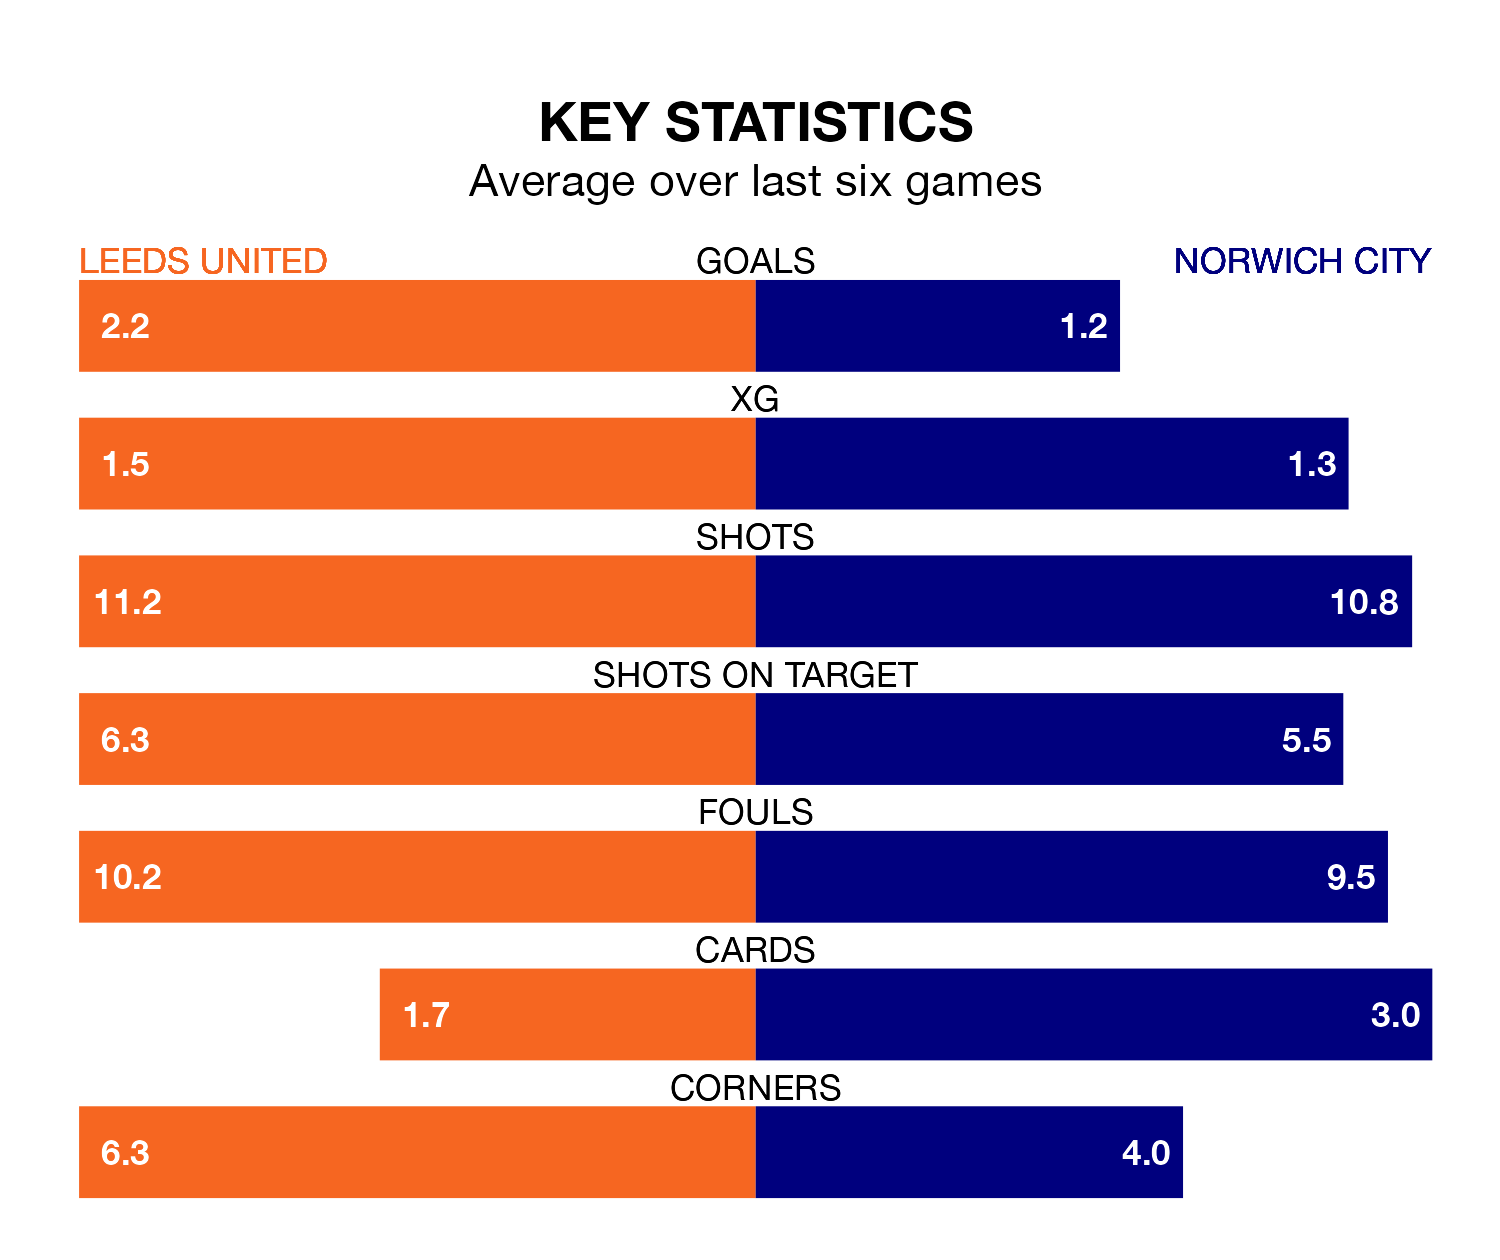 KEY STATISTICS
Average over last six games
LEEDS UNITED GOALS NORWICH CITY
2.2 1.2
XG
1.5 1.3
SHOTS
11.2 10.8
SHOTS ON TARGET
6.3 5.5
FOULS
10.2 9.5
CARDS
1.7 3.0
CORNERS
6.3 4.0